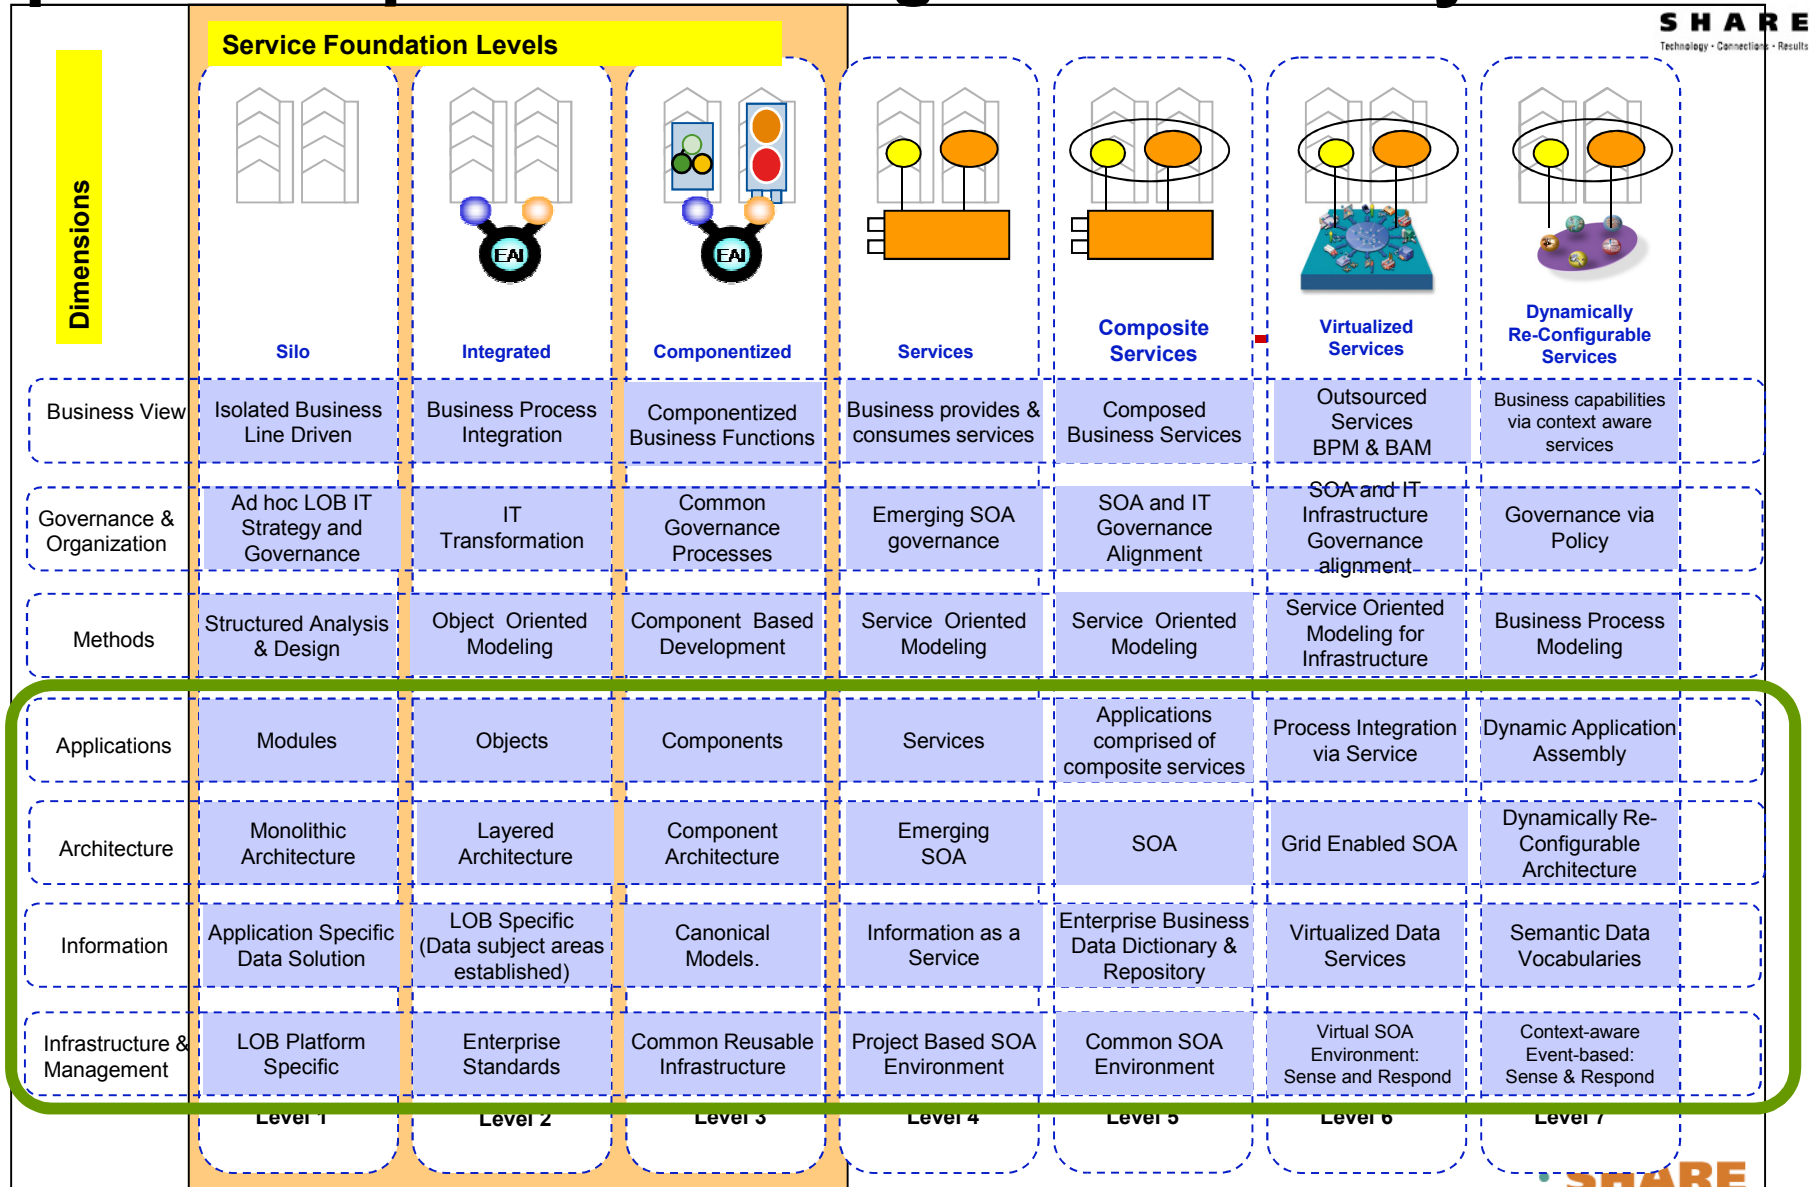 SHARE
Technology · Connections · Results
Service Foundation Levels
Dimensions
EAI
EAI
Silo
Integrated
Componentized
Services
Composite
Services
Virtualized
Services
Dynamically
Re-Configurable
Services
Business View
Isolated Business
Line Driven
Business Process
Integration
Componentized
Business Functions
Business provides &
consumes services
Composed
Business Services
Outsourced
Services
BPM & BAM
Business capabilities
via context aware
services
Governance &
Organization
Ad hoc LOB IT
Strategy and
Governance
IT
Transformation
Common
Governance
Processes
Emerging SOA
governance
SOA and IT
Governance
Alignment
SOA and IT
Infrastructure
Governance
alignment
Governance via
Policy
Methods
Structured Analysis
& Design
Object Oriented
Modeling
Component Based
Development
Service Oriented
Modeling
Service Oriented
Modeling
Service Oriented
Modeling for
Infrastructure
Business Process
Modeling
Applications
Modules
Objects
Components
Services
Applications
comprised of
composite services
Process Integration
via Service
Dynamic Application
Assembly
Architecture
Monolithic
Architecture
Layered
Architecture
Component
Architecture
Emerging
SOA
SOA
Grid Enabled SOA
Dynamically Re-
Configurable
Architecture
Information
Application Specific
Data Solution
LOB Specific
(Data subject areas
established)
Canonical
Models.
Information as a
Service
Enterprise Business
Data Dictionary &
Repository
Virtualized Data
Services
Semantic Data
Vocabularies
Infrastructure &
Management
LOB Platform
Specific
Enterprise
Standards
Common Reusable
Infrastructure
Project Based SOA
Environment
Common SOA
Environment
Virtual SOA
Environment:
Sense and Respond
Context-aware
Event-based:
Sense & Respond
Level 1
Level 2
Level 3
Level 4
Level 5
Level 6
Level 7
SHARE